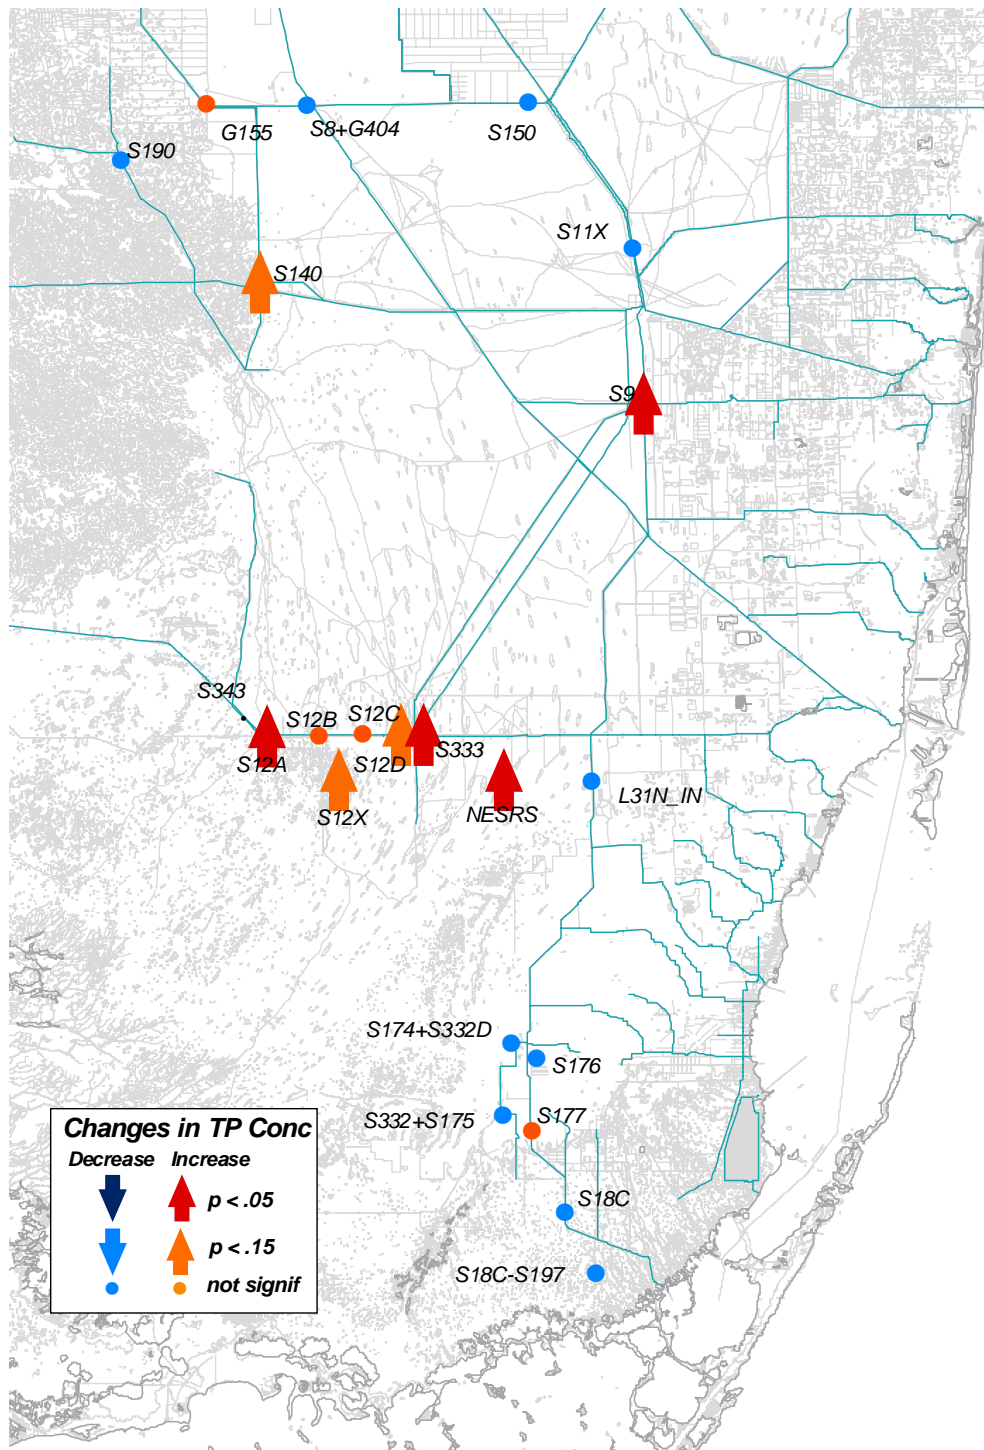 G155
S8+G404
S150
S190
S11X
S140
S9
S343
S12B
S12C
S12A
S12D
S333
S12X
NESRS
L31N_IN
S174+S332D
S176
S332+S175
S177
S18C
S18C-S197
Changes in TP Conc
Decrease Increase
p < .05
p < .15
not signif